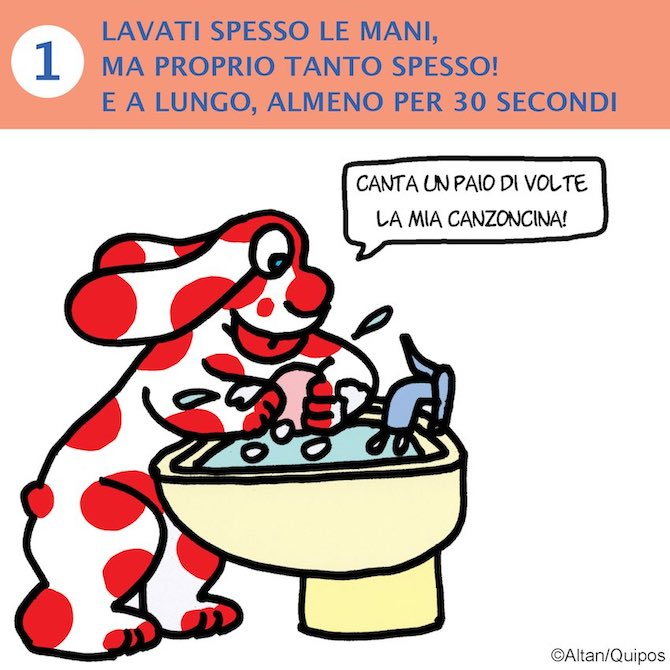 1
LAVATI SPESSO LE MANI,
MA PROPRIO TANTO SPESSO!
E A LUNGO, ALMENO PER 30 SECONDI
CANTA UN PAIO DI VOLTE
LA MIA CANZONCINA!
©Altan/Quipos